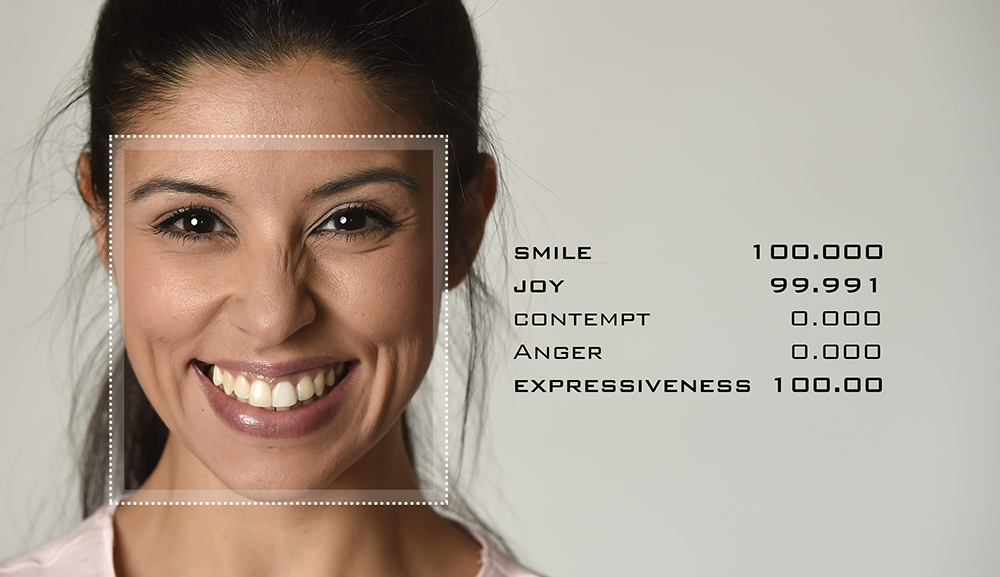 SMILE 100.000
JOY 99.991
CONTEMPT 0.000
ANGER 0.000
EXPRESSIVENESS 100.00